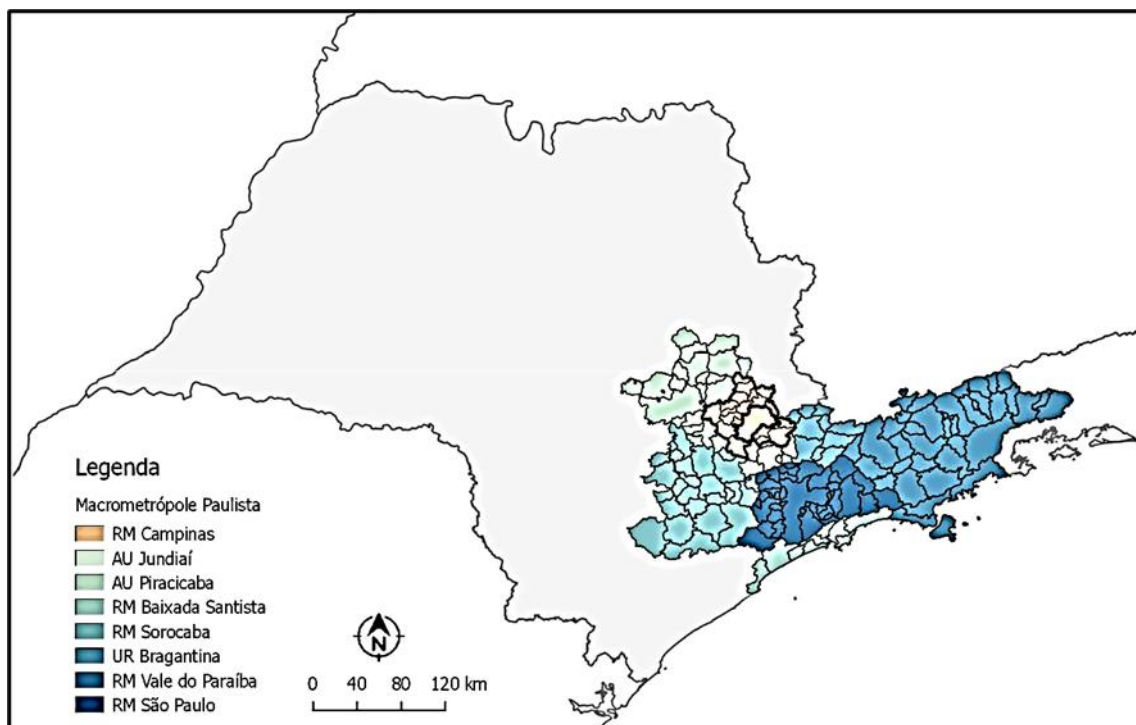 Legenda
Macrometrópole Paulista
RM Campinas
AU Jundiaí
AU Piracicaba
RM Baixada Santista
RM Sorocaba
UR Bragantina
RM Vale do Paraíba
RM São Paulo
N
0 40 80 120 km